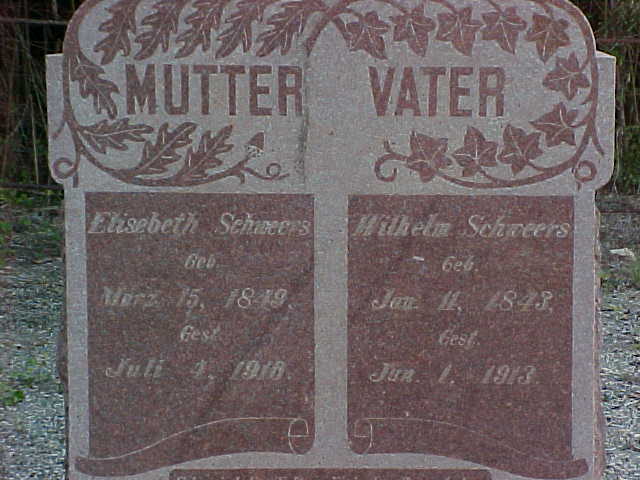 MUTTER
Elisebeth Schweers
Geb.
Marz. 15, 1849.
Gest.
Juli 4, 1916.
VATER
Wilhelm Schweers
Geb.
Jan. 11, 1843.
Gest.
Jan. 1, 1913.